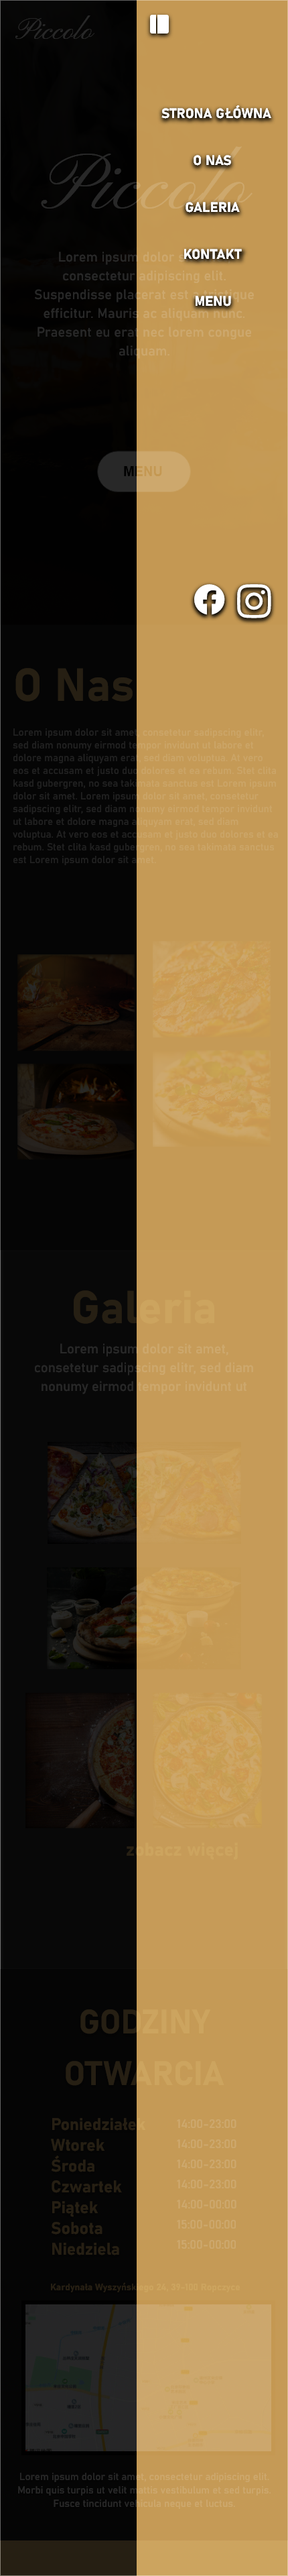 Piccolo
STRONA GŁÓWNA
O NAS
GALERIA
KONTAKT
MENU
Piccolo
Lorem ipsum dolor sit
consectetur adipiscing elit.
Suspendisse placerat est a tristique
efficitur. Mauris ac aliquam nunc.
Praesent eu erat nec lorem congue
aliquam.
MENU
O Nas
Lorem ipsum dolor sit amet, consetetur sadipscing elitr,
sed diam nonumy eirmod tempor invidunt ut labore et
dolore magna aliquyam erat, sed diam voluptua. At vero
eos et accusam et justo duo dolores et ea rebum. Stet clita
kasd gubergren, no sea takimata sanctus est Lorem ipsum
dolor sit amet. Lorem ipsum dolor sit amet, consetetur
sadipscing elitr, sed diam nonumy eirmod tempor invidunt
ut labore et dolore magna aliquyam erat, sed diam
voluptua. At vero eos et accusam et justo duo dolores et ea
rebum. Stet clita kasd gubergren, no sea takimata sanctus
est Lorem ipsum dolor sit amet.
Galeria
Lorem ipsum dolor sit amet,
consetetur sadipscing elitr, sed diam
nonumy eirmod tempor invidunt ut
zobacz więcej
GODZINY
OTWARCIA
Poniedziałek 14:00-23:00
Wtorek 14:00-23:00
Środa 14:00-23:00
Czwartek 14:00-23:00
Piątek 14:00-00:00
Sobota 15:00-00:00
Niedziela 15:00-00:00
Kardynała Wyszyńskiego 2A, 39-100 Ropczyce
Lorem ipsum dolor sit amet, consectetur adipiscing elit.
Morbi quis turpis ut velit mattis vestibulum et sed turpis.
Fusce tincidunt vehicula neque et luctus.